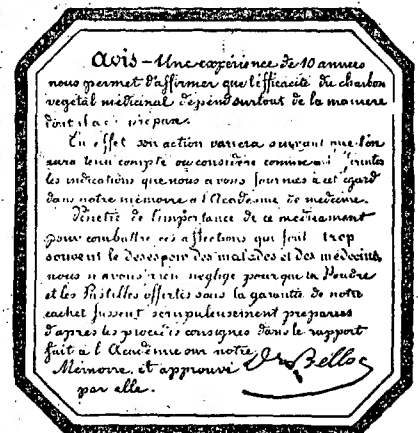 Avis – Une expérience de 10 années
nous permet d'affirmer que l'efficacité du charbon
végétal médicinal dépend surtout de la manière
dont il a été préparé.
En effet son action variera suivant que l'on
aura tenu compte ou considéré comme
les indications que nous avons fournies à cet égard
dans notre mémoire à l'Académie de médecine.
Pénétré de l'importance de ce médicament
pour combattre ces affections qui font trop
souvent le désespoir des malades et des médecins,
nous n'avons rien négligé pour que la Poudre
et les Pastilles offertes sous la garantie de notre
cachet fussent scrupuleusement préparées
d'après les procédés consignés dans le rapport
fait à l'Académie sur notre
Mémoire, et approuvé
par elle.
Dr Belloc